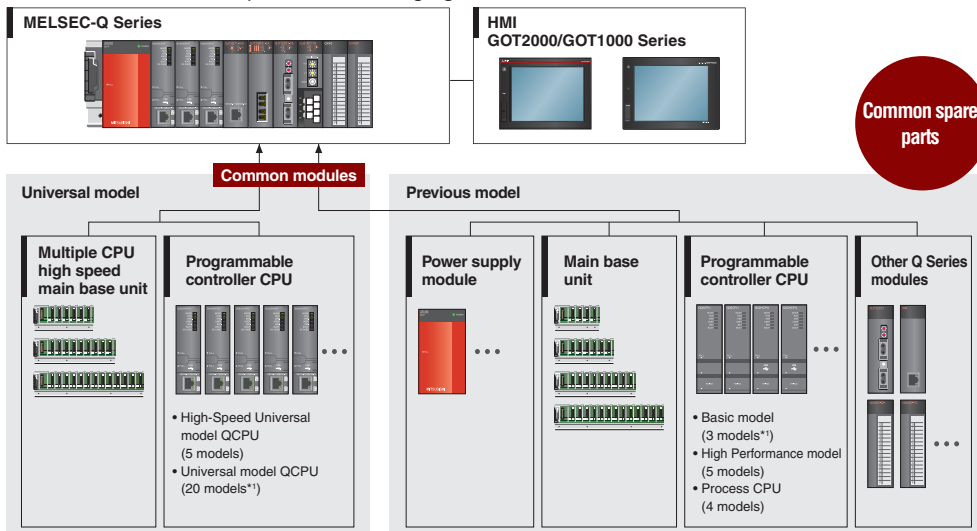 MELSEC-Q Series
HMI
GOT2000/GOT1000 Series
Common spare
parts
Common modules
Universal model
Multiple CPU
high speed
main base unit
Programmable
controller CPU
• High-Speed Universal
model QCPU
(5 models)
• Universal model QCPU
(20 models*1)
Previous model
Power supply
module
Main base
unit
Programmable
controller CPU
• Basic model
(3 models*1)
• High Performance model
(5 models)
• Process CPU
(4 models)
Other Q Series
modules